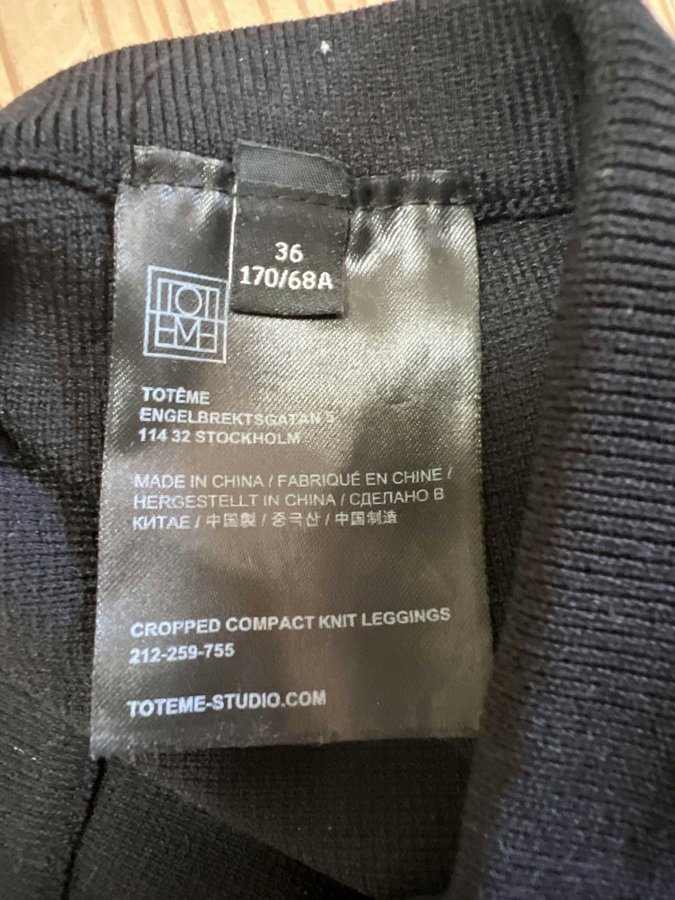 36
170/68A
TOTEME
TOTÊME
ENGELBREKTSGATAN 5
114 32 STOCKHOLM
MADE IN CHINA / FABRIQUÉ EN CHINE /
HERGESTELLT IN CHINA / СДЕЛАНО В
КИТАЕ / 中国製 / 중국산 / 中国制造
CROPPED COMPACT KNIT LEGGINGS
212-259-755
TOTEME-STUDIO.COM